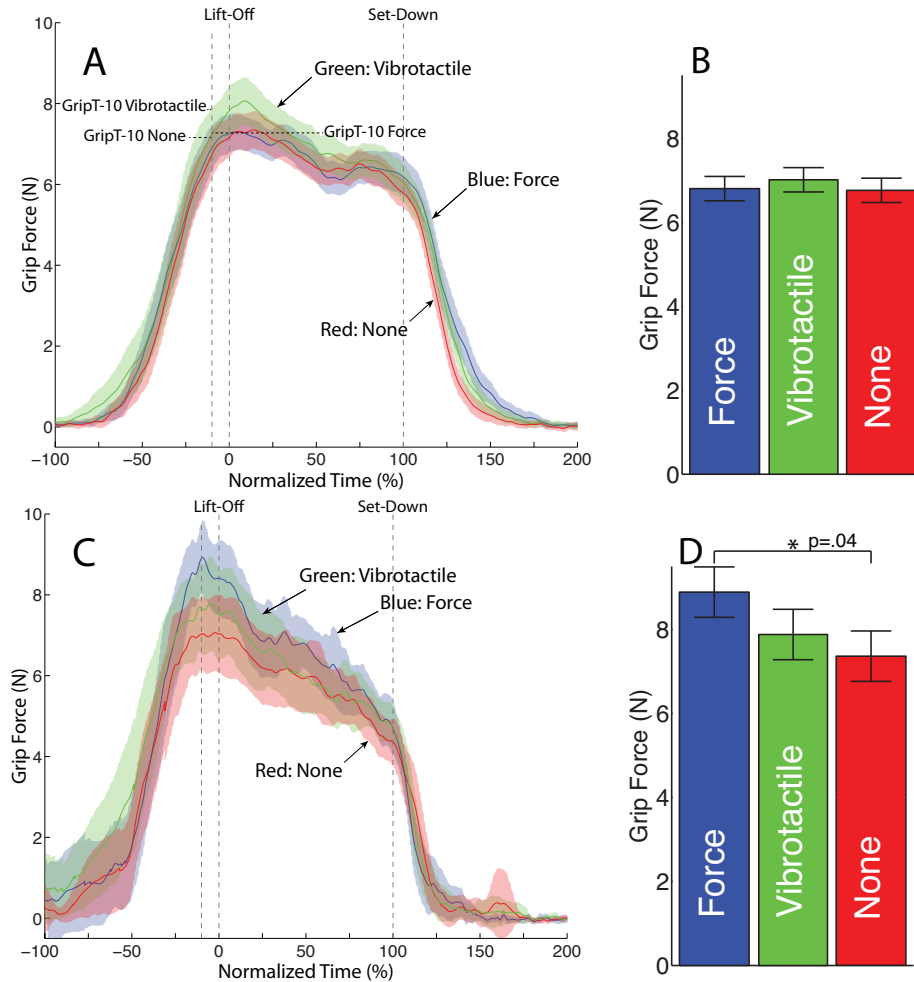 Lift-Off
Set-Down
10
8
6
4
2
0
Grip Force (N)
A
Green: Vibrotactile
GripT-10 Vibrotactile
GripT-10 None
GripT-10 Force
Blue: Force
Red: None
−100
−50
0
50
100
150
200
Normalized Time (%)
B
8
6
4
2
0
Grip Force (N)
Force
Vibrotactile
None
Lift-Off
Set-Down
10
8
6
4
2
0
Grip Force (N)
C
Green: Vibrotactile
Blue: Force
Red: None
−100
−50
0
50
100
150
200
Normalized Time (%)
D
* p=.04
8
6
4
2
0
Grip Force (N)
Force
Vibrotactile
None